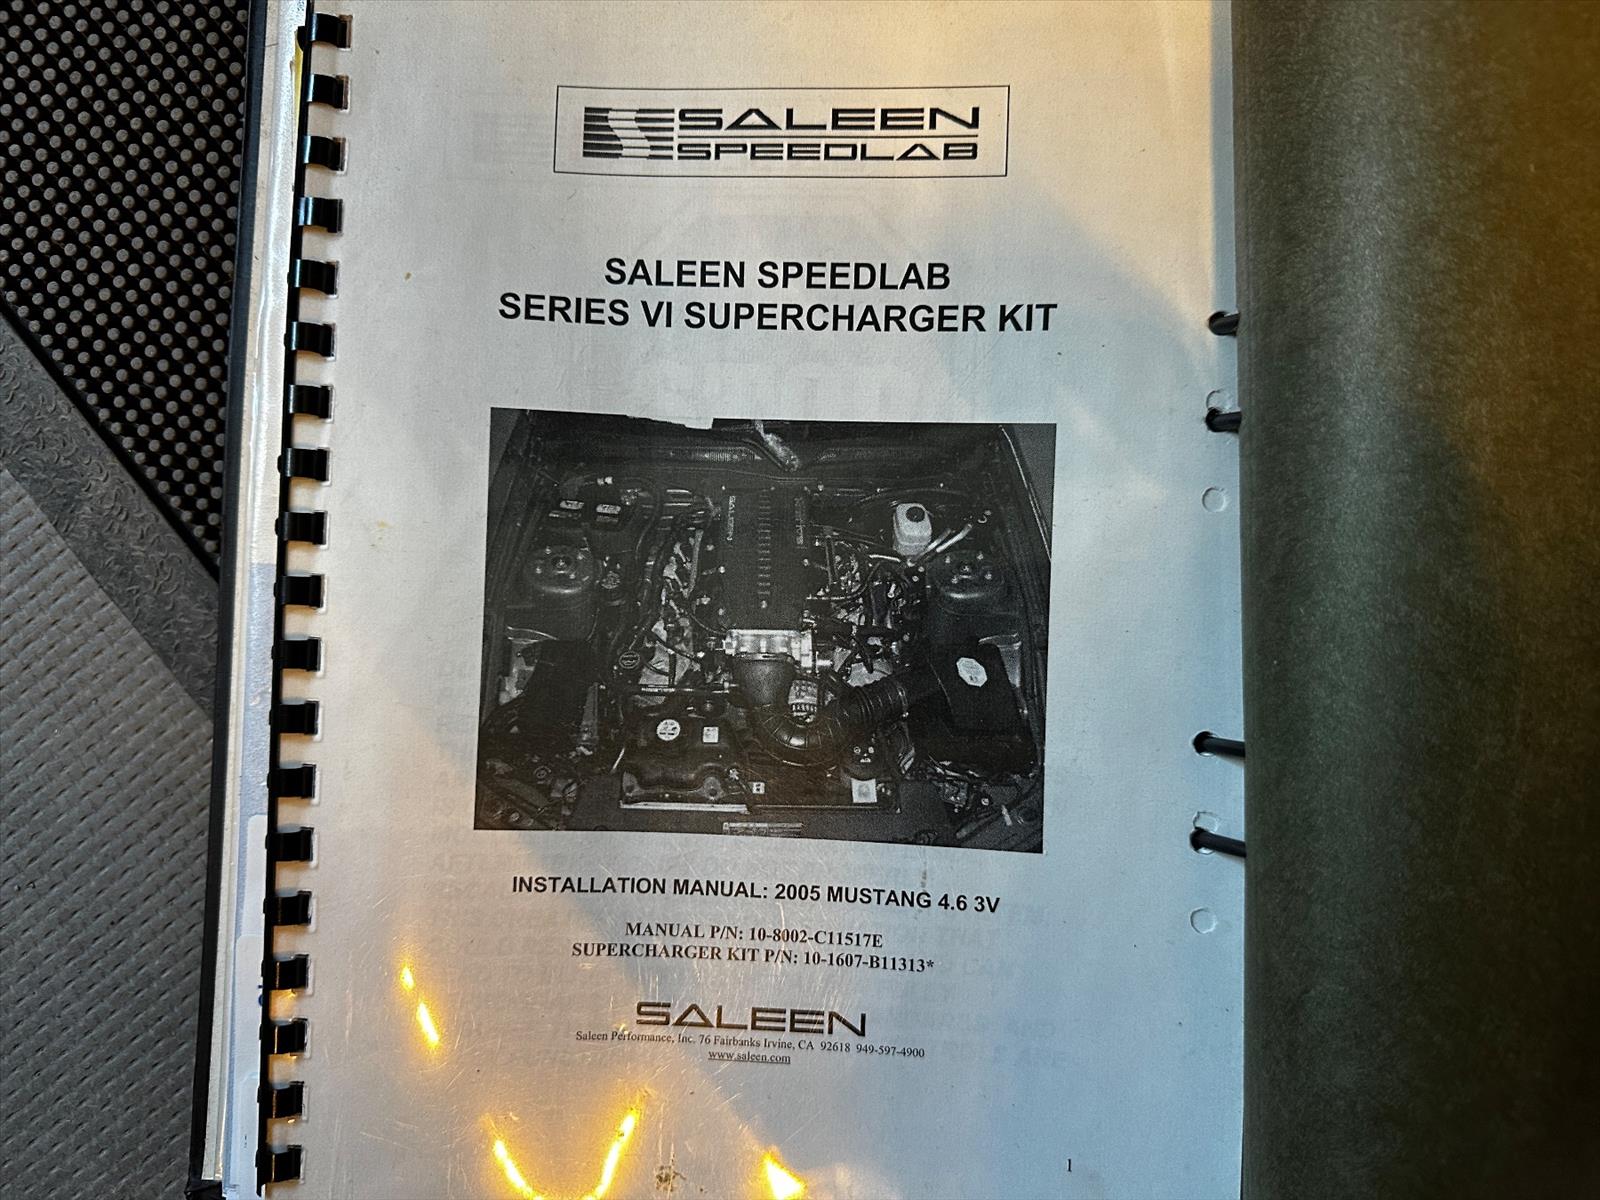 SALEEN
SPEEDLAB
SALEEN SPEEDLAB
SERIES VI SUPERCHARGER KIT
INSTALLATION MANUAL: 2005 MUSTANG 4.6 3V
MANUAL P/N: 10-8002-C11517E
SUPERCHARGER KIT P/N: 10-1607-B11313*
SALEEN
Saleen Performance, Inc. 76 Fairbanks Irvine, CA 92618 949-597-4900
www.saleen.com
1